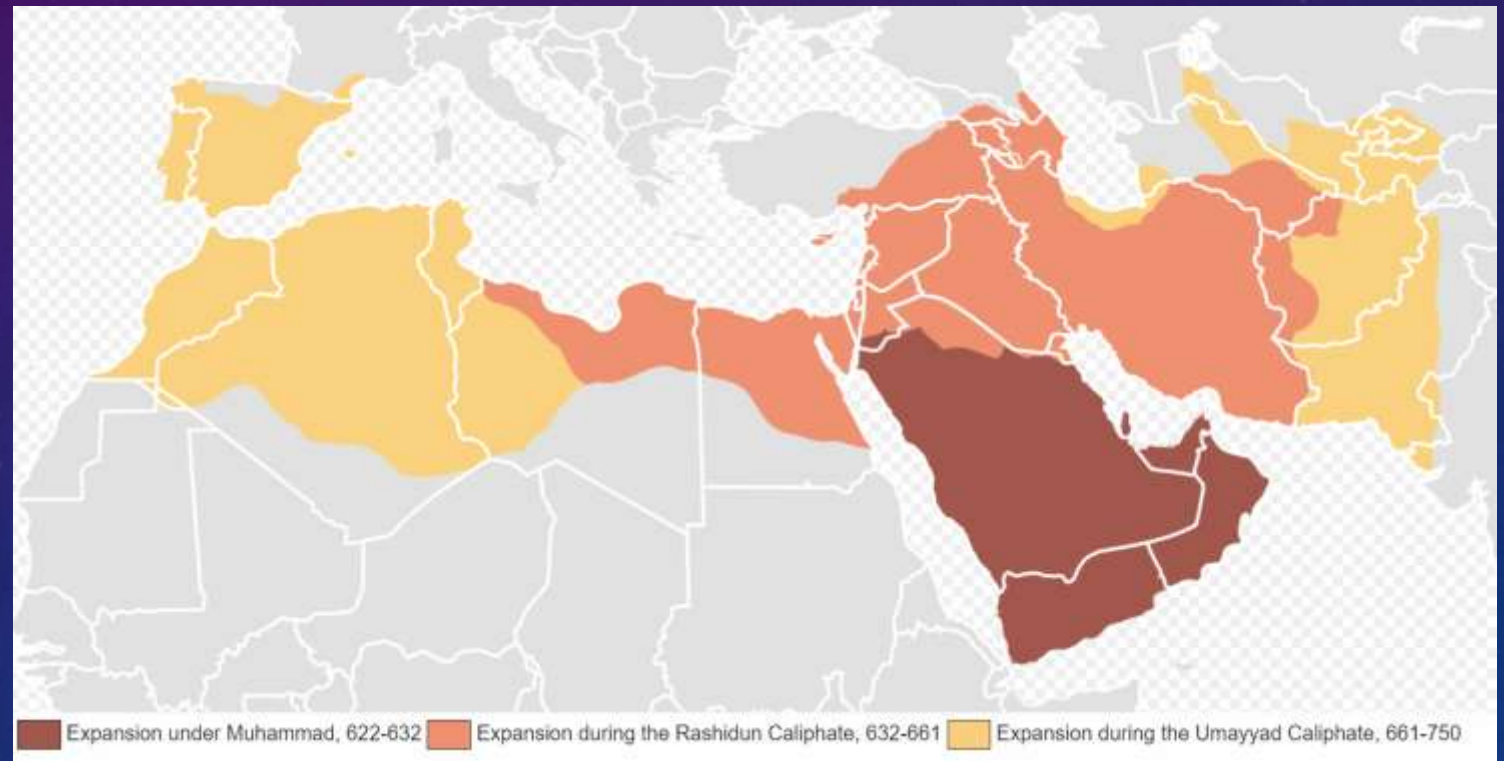 Expansion under Muhammad, 622-632 Expansion during the Rashidun Caliphate, 632-661 Expansion during the Umayyad Caliphate, 661-750